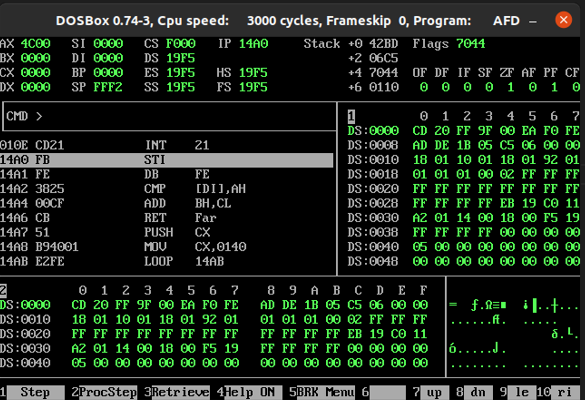 DOSBox 0.74-3, Cpu speed: 3000 cycles, Frameskip 0, Program: AFD
AX 4C00 SI 0000 CS F000 IP 14A0 Stack +0 42BD Flags 7044
BX 0000 DI 0000 DS 19F5 +2 06C5
CX 0000 BP 0000 ES 19F5 HS 19F5 +4 7044 OF DF IF SF ZF AF PF CF
DX 0000 SP FFF2 SS 19F5 FS 19F5 +6 0110 0 0 0 0 1 0 1 0
CMD > 1 0 1 2 3 4 5 6 7
DS:0000 CD 20 FF 9F 00 EA F0 FE
010E CD21 INT 21 DS:0008 AD DE 1B 05 C5 06 00 00
14A0 FB STI DS:0010 18 01 10 01 18 01 92 01
14A1 FE DB FE DS:0018 01 01 01 00 02 FF FF FF
14A2 3825 CMP [DI],AH DS:0020 FF FF FF FF FF FF FF FF
14A4 00CF ADD BH,CL DS:0028 FF FF FF FF EB 19 C0 11
14A6 CB RET Far DS:0030 A2 01 14 00 18 00 F5 19
14A7 51 PUSH CX DS:0038 FF FF FF FF 00 00 00 00
14A8 B94001 MOV CX,0140 DS:0040 05 00 00 00 00 00 00 00
14AB E2FE LOOP 14AB DS:0048 00 00 00 00 00 00 00 00
2 0 1 2 3 4 5 6 7 8 9 A B C D E F
DS:0000 CD 20 FF 9F 00 EA F0 FE AD DE 1B 05 C5 06 00 00
DS:0010 18 01 10 01 18 01 92 01 01 01 01 00 02 FF FF FF
DS:0020 FF FF FF FF FF FF FF FF FF FF FF FF EB 19 C0 11
DS:0030 A2 01 14 00 18 00 F5 19 FF FF FF FF 00 00 00 00
DS:0040 05 00 00 00 00 00 00 00 00 00 00 00 00 00 00 00
1 Step 2ProcStep 3Retrieve 4Help ON 5BRK Menu 6 7 up 8 dn 9 le 10 ri